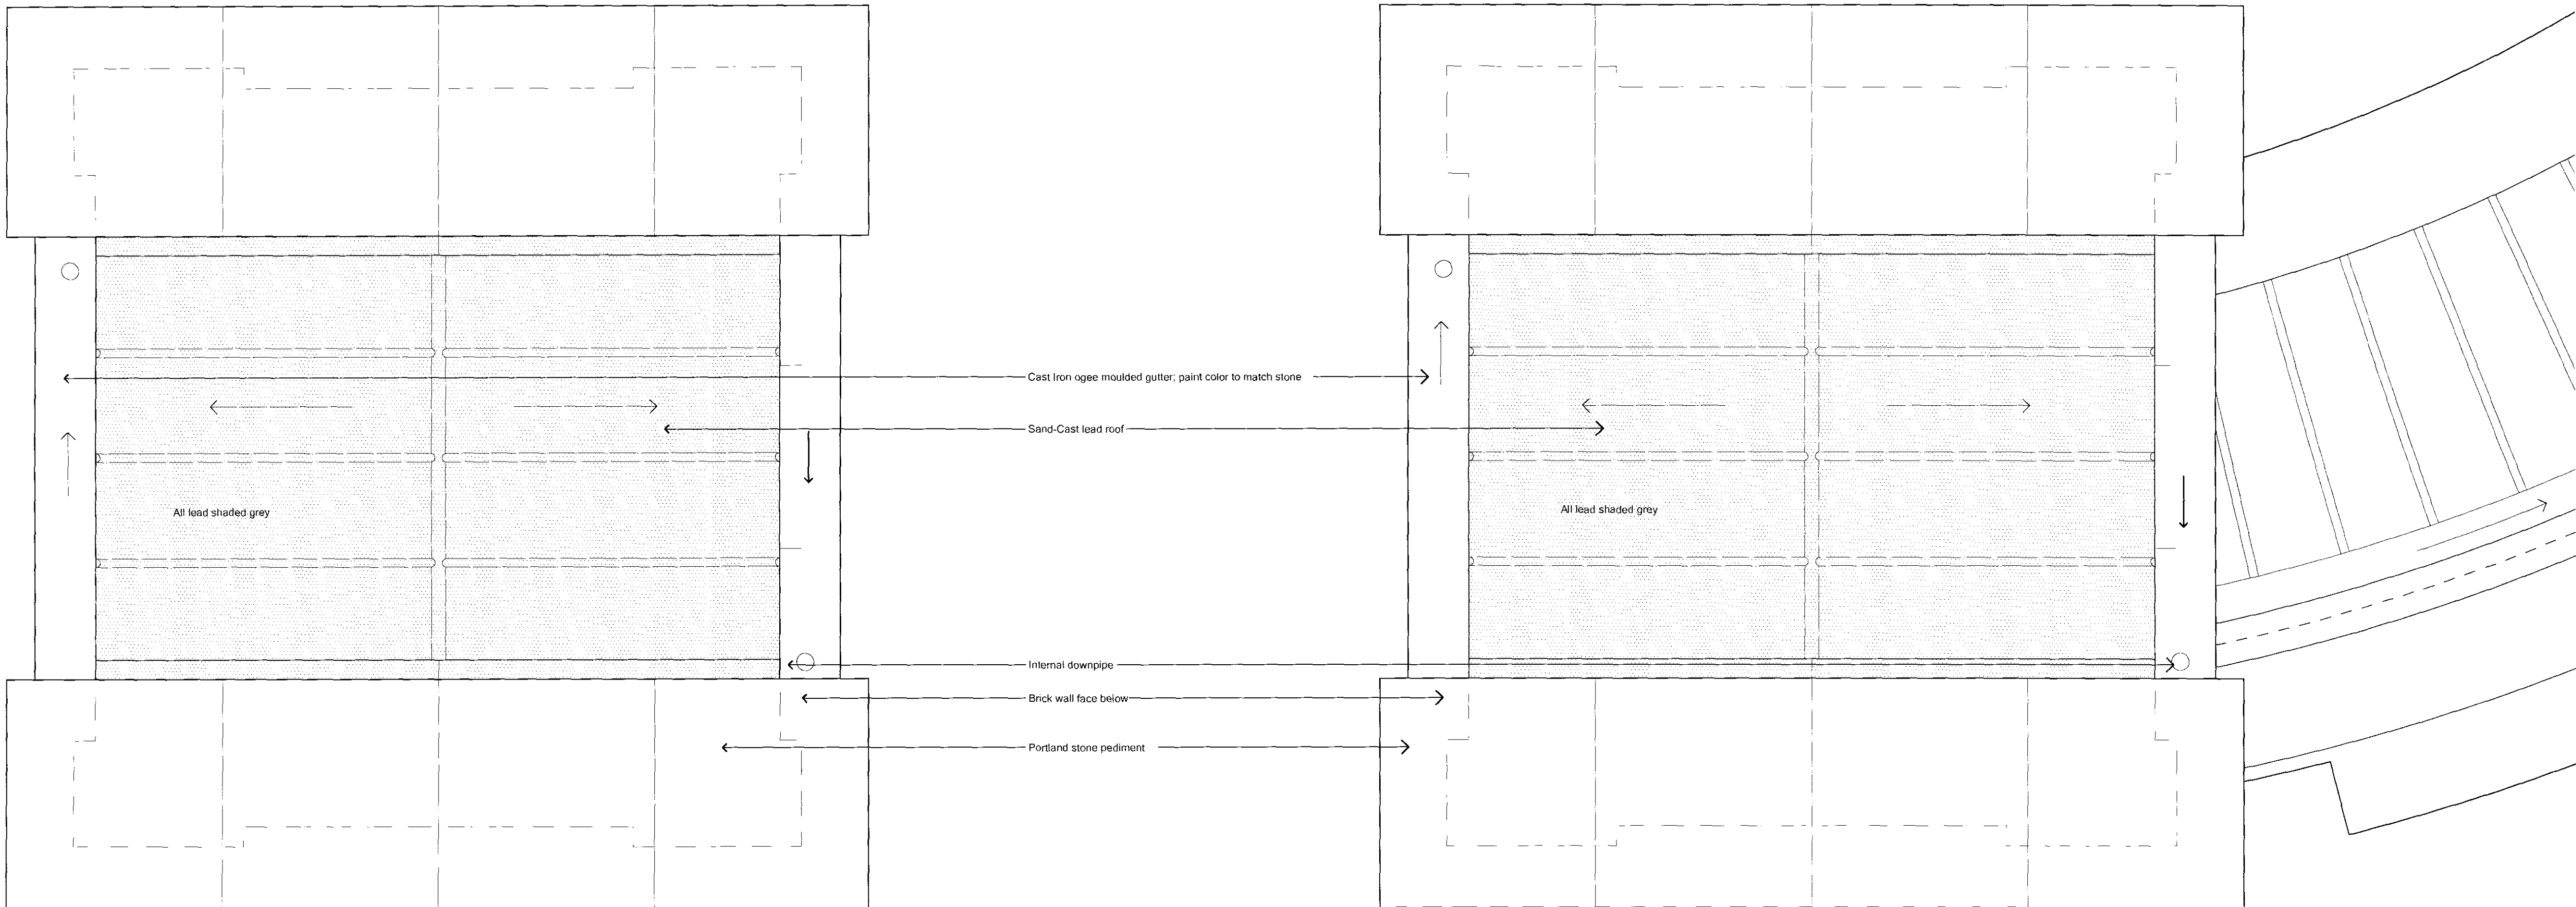 Cast Iron ogee moulded gutter; paint color to match stone
Sand-Cast lead roof
All lead shaded grey
All lead shaded grey
Internal downpipe
Brick wall face below
Portland stone pediment